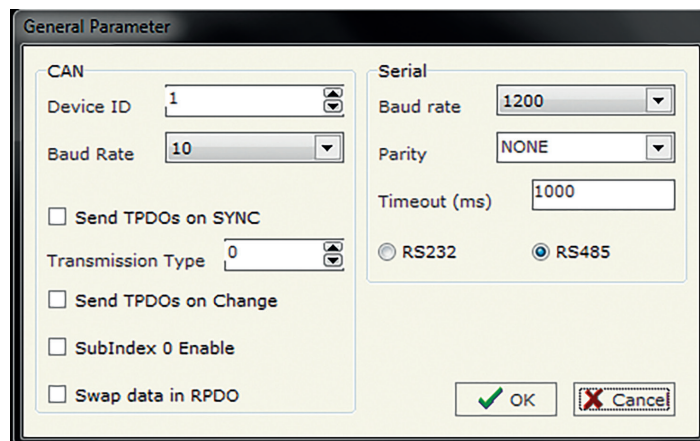 General Parameter
CAN
Device ID 1
Baud Rate 10
Send TPDOs on SYNC
Transmission Type 0
Send TPDOs on Change
SubIndex 0 Enable
Swap data in RPDO
Serial
Baud rate 1200
Parity NONE
Timeout (ms) 1000
RS232 RS485
OK Cancel